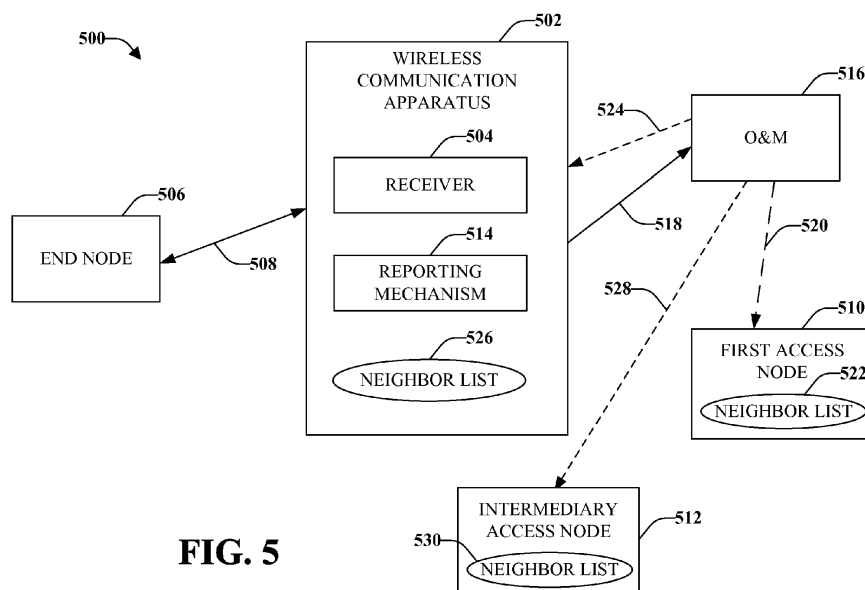 500
502
WIRELESS
COMMUNICATION
APPARATUS
504
RECEIVER
514
REPORTING
MECHANISM
526
NEIGHBOR LIST
506
END NODE
508
524
516
O&M
518
520
528
510
FIRST ACCESS
NODE
522
NEIGHBOR LIST
INTERMEDIARY
ACCESS NODE
512
530
NEIGHBOR LIST
FIG. 5